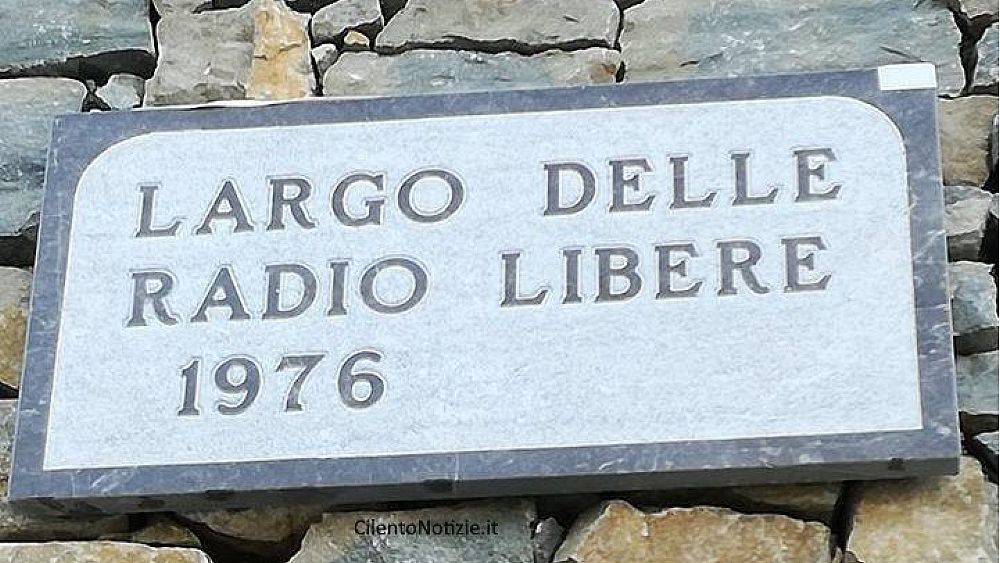 LARGO DELLE
RADIO LIBERE
1976
CilentoNotizie.it